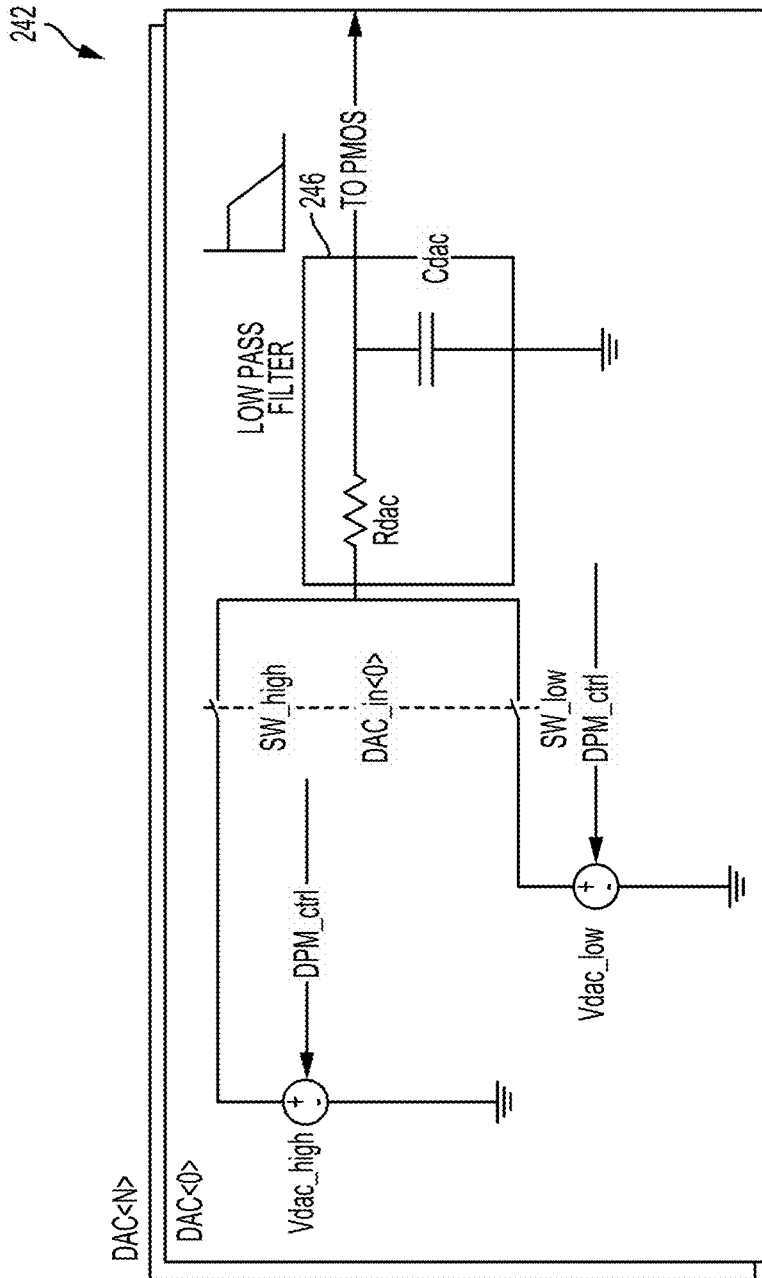 242
DAC<N>
DAC<0>
LOW PASS
FILTER
246
TO PMOS
Rdac
Cdac
SW_high
DAC_in<0>
SW_low
DPM_ctrl
DPM_ctrl
Vdac_high
+
-
Vdac_low
+
-